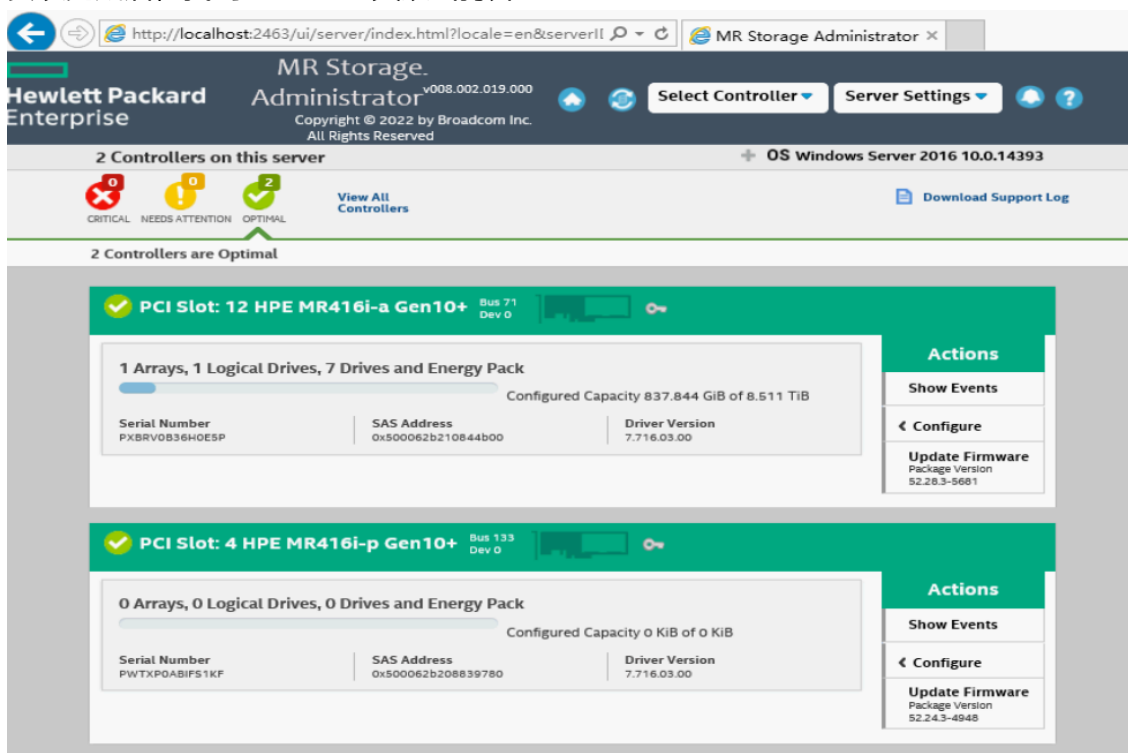 http://localhost:2463/ui/server/index.html?locale=en&serverI
MR Storage Administrator ×
Hewlett Packard
Enterprise
MR Storage.
Administrator v008.002.019.000
Copyright © 2022 by Broadcom Inc.
All Rights Reserved
Select Controller
Server Settings
2 Controllers on this server
OS Windows Server 2016 10.0.14393
0
0
2
CRITICAL NEEDS ATTENTION OPTIMAL
View All
Controllers
Download Support Log
2 Controllers are Optimal
PCI Slot: 12 HPE MR416i-a Gen10+ Bus 71
Dev 0
1 Arrays, 1 Logical Drives, 7 Drives and Energy Pack
Configured Capacity 837.844 GiB of 8.511 TiB
Serial Number
PXBRV0B36H0E5P
SAS Address
0x500062b210844b00
Driver Version
7.716.03.00
Actions
Show Events
Configure
Update Firmware
Package Version
52.28.3-5681
PCI Slot: 4 HPE MR416i-p Gen10+ Bus 133
Dev 0
0 Arrays, 0 Logical Drives, 0 Drives and Energy Pack
Configured Capacity 0 KiB of 0 KiB
Serial Number
PWTXP0ABIFS1KF
SAS Address
0x500062b208839780
Driver Version
7.716.03.00
Actions
Show Events
Configure
Update Firmware
Package Version
52.24.3-4948